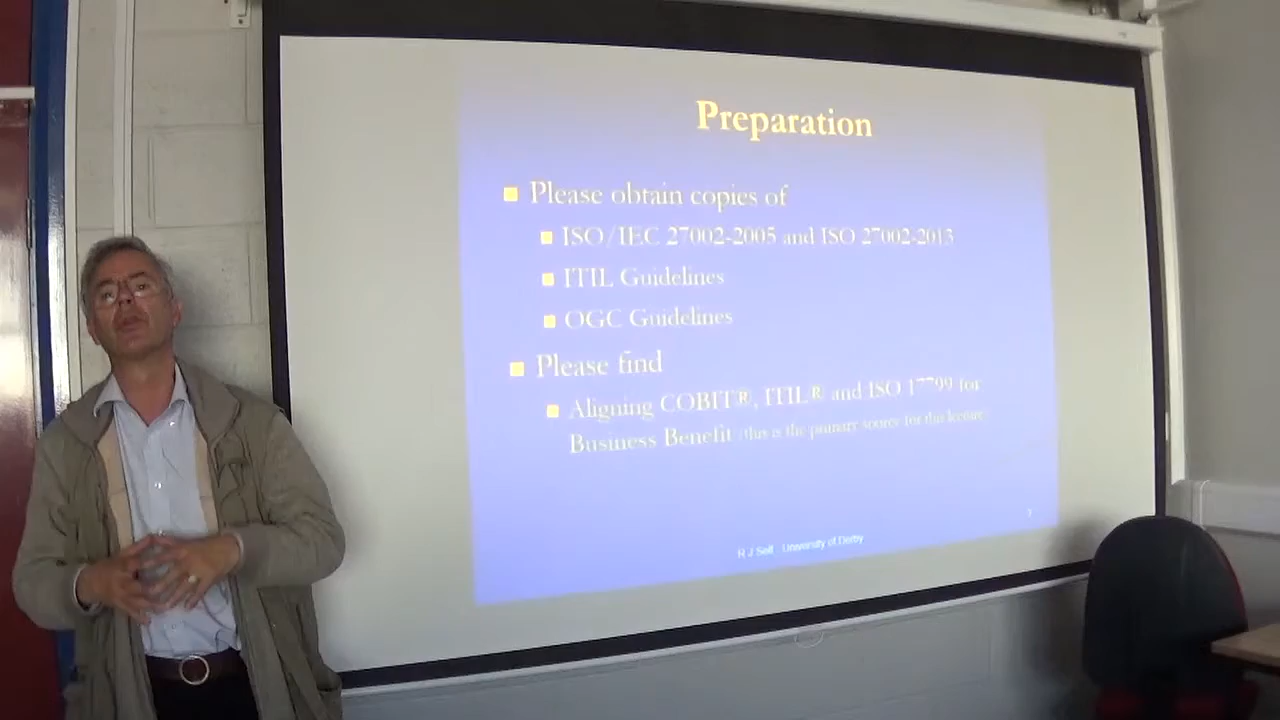 Preparation
Please obtain copies of
ISO/IEC 27002-2005 and ISO 27002-2013
ITIL Guidelines
OGC Guidelines
Please find
Aligning COBIT®, ITIL® and ISO 17799 for
Business Benefit (this is the primary source for this lecture
R J Self University of Derby